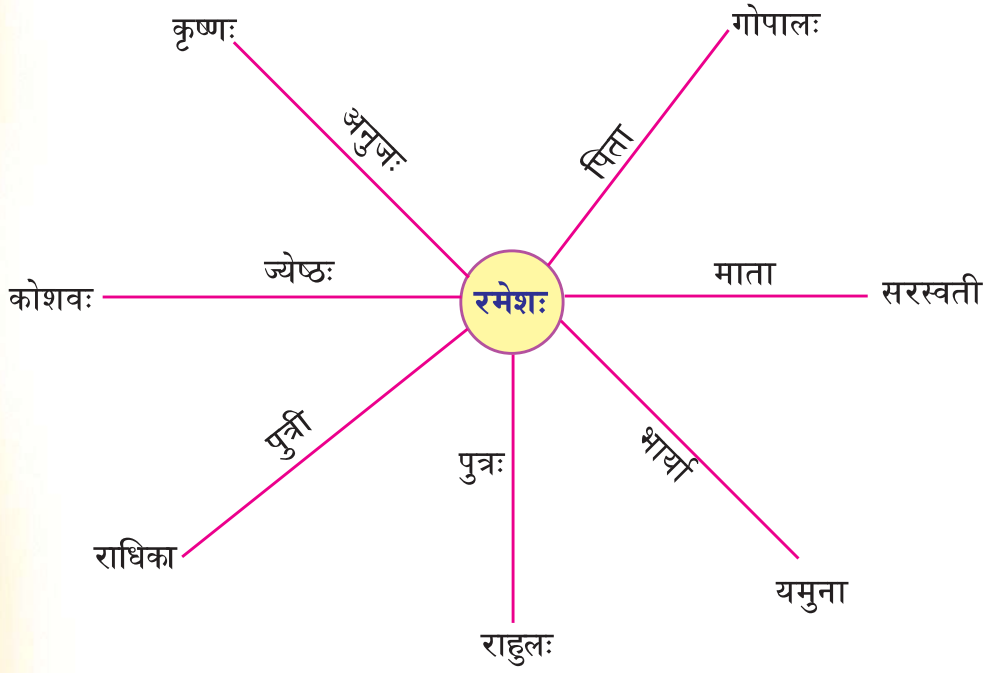 कृष्णः
गोपालः
अनुजः
पिता
ज्येष्ठः
माता
कोशवः
रमेशः
सरस्वती
पुत्री
पुत्रः
भार्या
राधिका
यमुना
राहुलः